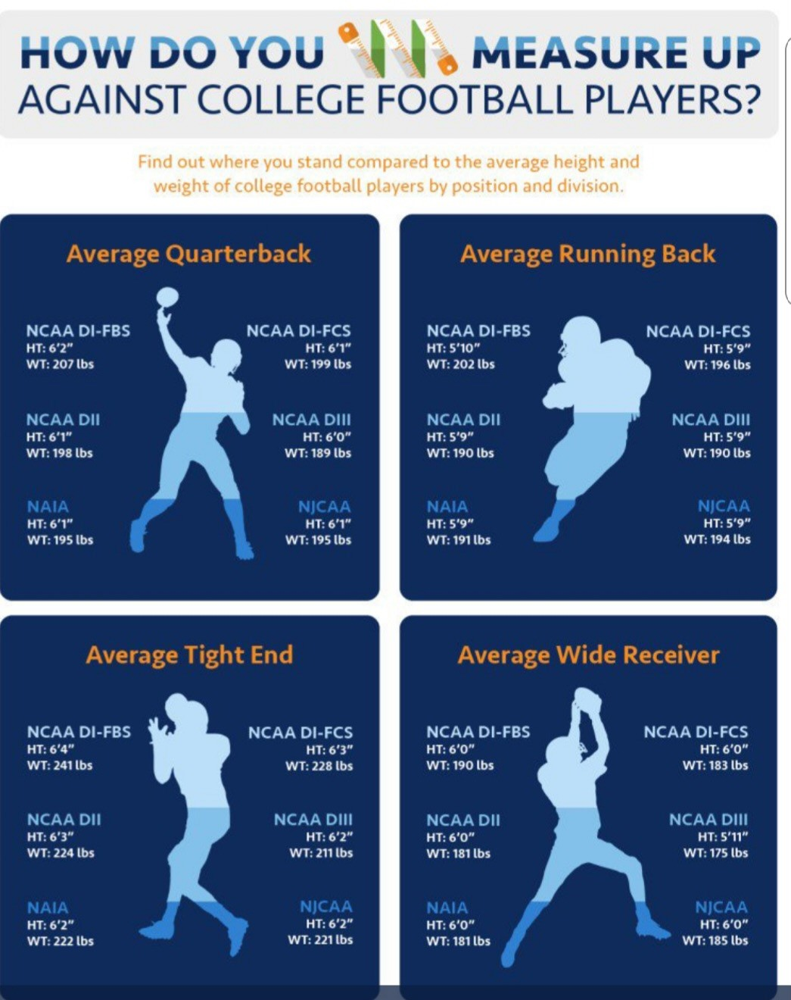 HOW DO YOU MEASURE UP
AGAINST COLLEGE FOOTBALL PLAYERS?
Find out where you stand compared to the average height and
weight of college football players by position and division.
Average Quarterback
NCAA DI-FBS
HT: 6'2"
WT: 207 lbs
NCAA DI-FCS
HT: 6'1"
WT: 199 lbs
NCAA DII
HT: 6'1"
WT: 198 lbs
NCAA DIII
HT: 6'0"
WT: 189 lbs
NAIA
HT: 6'1"
WT: 195 lbs
NJCAA
HT: 6'1"
WT: 195 lbs
Average Running Back
NCAA DI-FBS
HT: 5'10"
WT: 202 lbs
NCAA DI-FCS
HT: 5'9"
WT: 196 lbs
NCAA DII
HT: 5'9"
WT: 190 lbs
NCAA DIII
HT: 5'9"
WT: 190 lbs
NAIA
HT: 5'9"
WT: 191 lbs
NJCAA
HT: 5'9"
WT: 194 lbs
Average Tight End
NCAA DI-FBS
HT: 6'4"
WT: 241 lbs
NCAA DI-FCS
HT: 6'3"
WT: 228 lbs
NCAA DII
HT: 6'3"
WT: 224 lbs
NCAA DIII
HT: 6'2"
WT: 211 lbs
NAIA
HT: 6'2"
WT: 222 lbs
NJCAA
HT: 6'2"
WT: 221 lbs
Average Wide Receiver
NCAA DI-FBS
HT: 6'0"
WT: 190 lbs
NCAA DI-FCS
HT: 6'0"
WT: 183 lbs
NCAA DII
HT: 6'0"
WT: 181 lbs
NCAA DIII
HT: 5'11"
WT: 175 lbs
NAIA
HT: 6'0"
WT: 181 lbs
NJCAA
HT: 6'0"
WT: 185 lbs